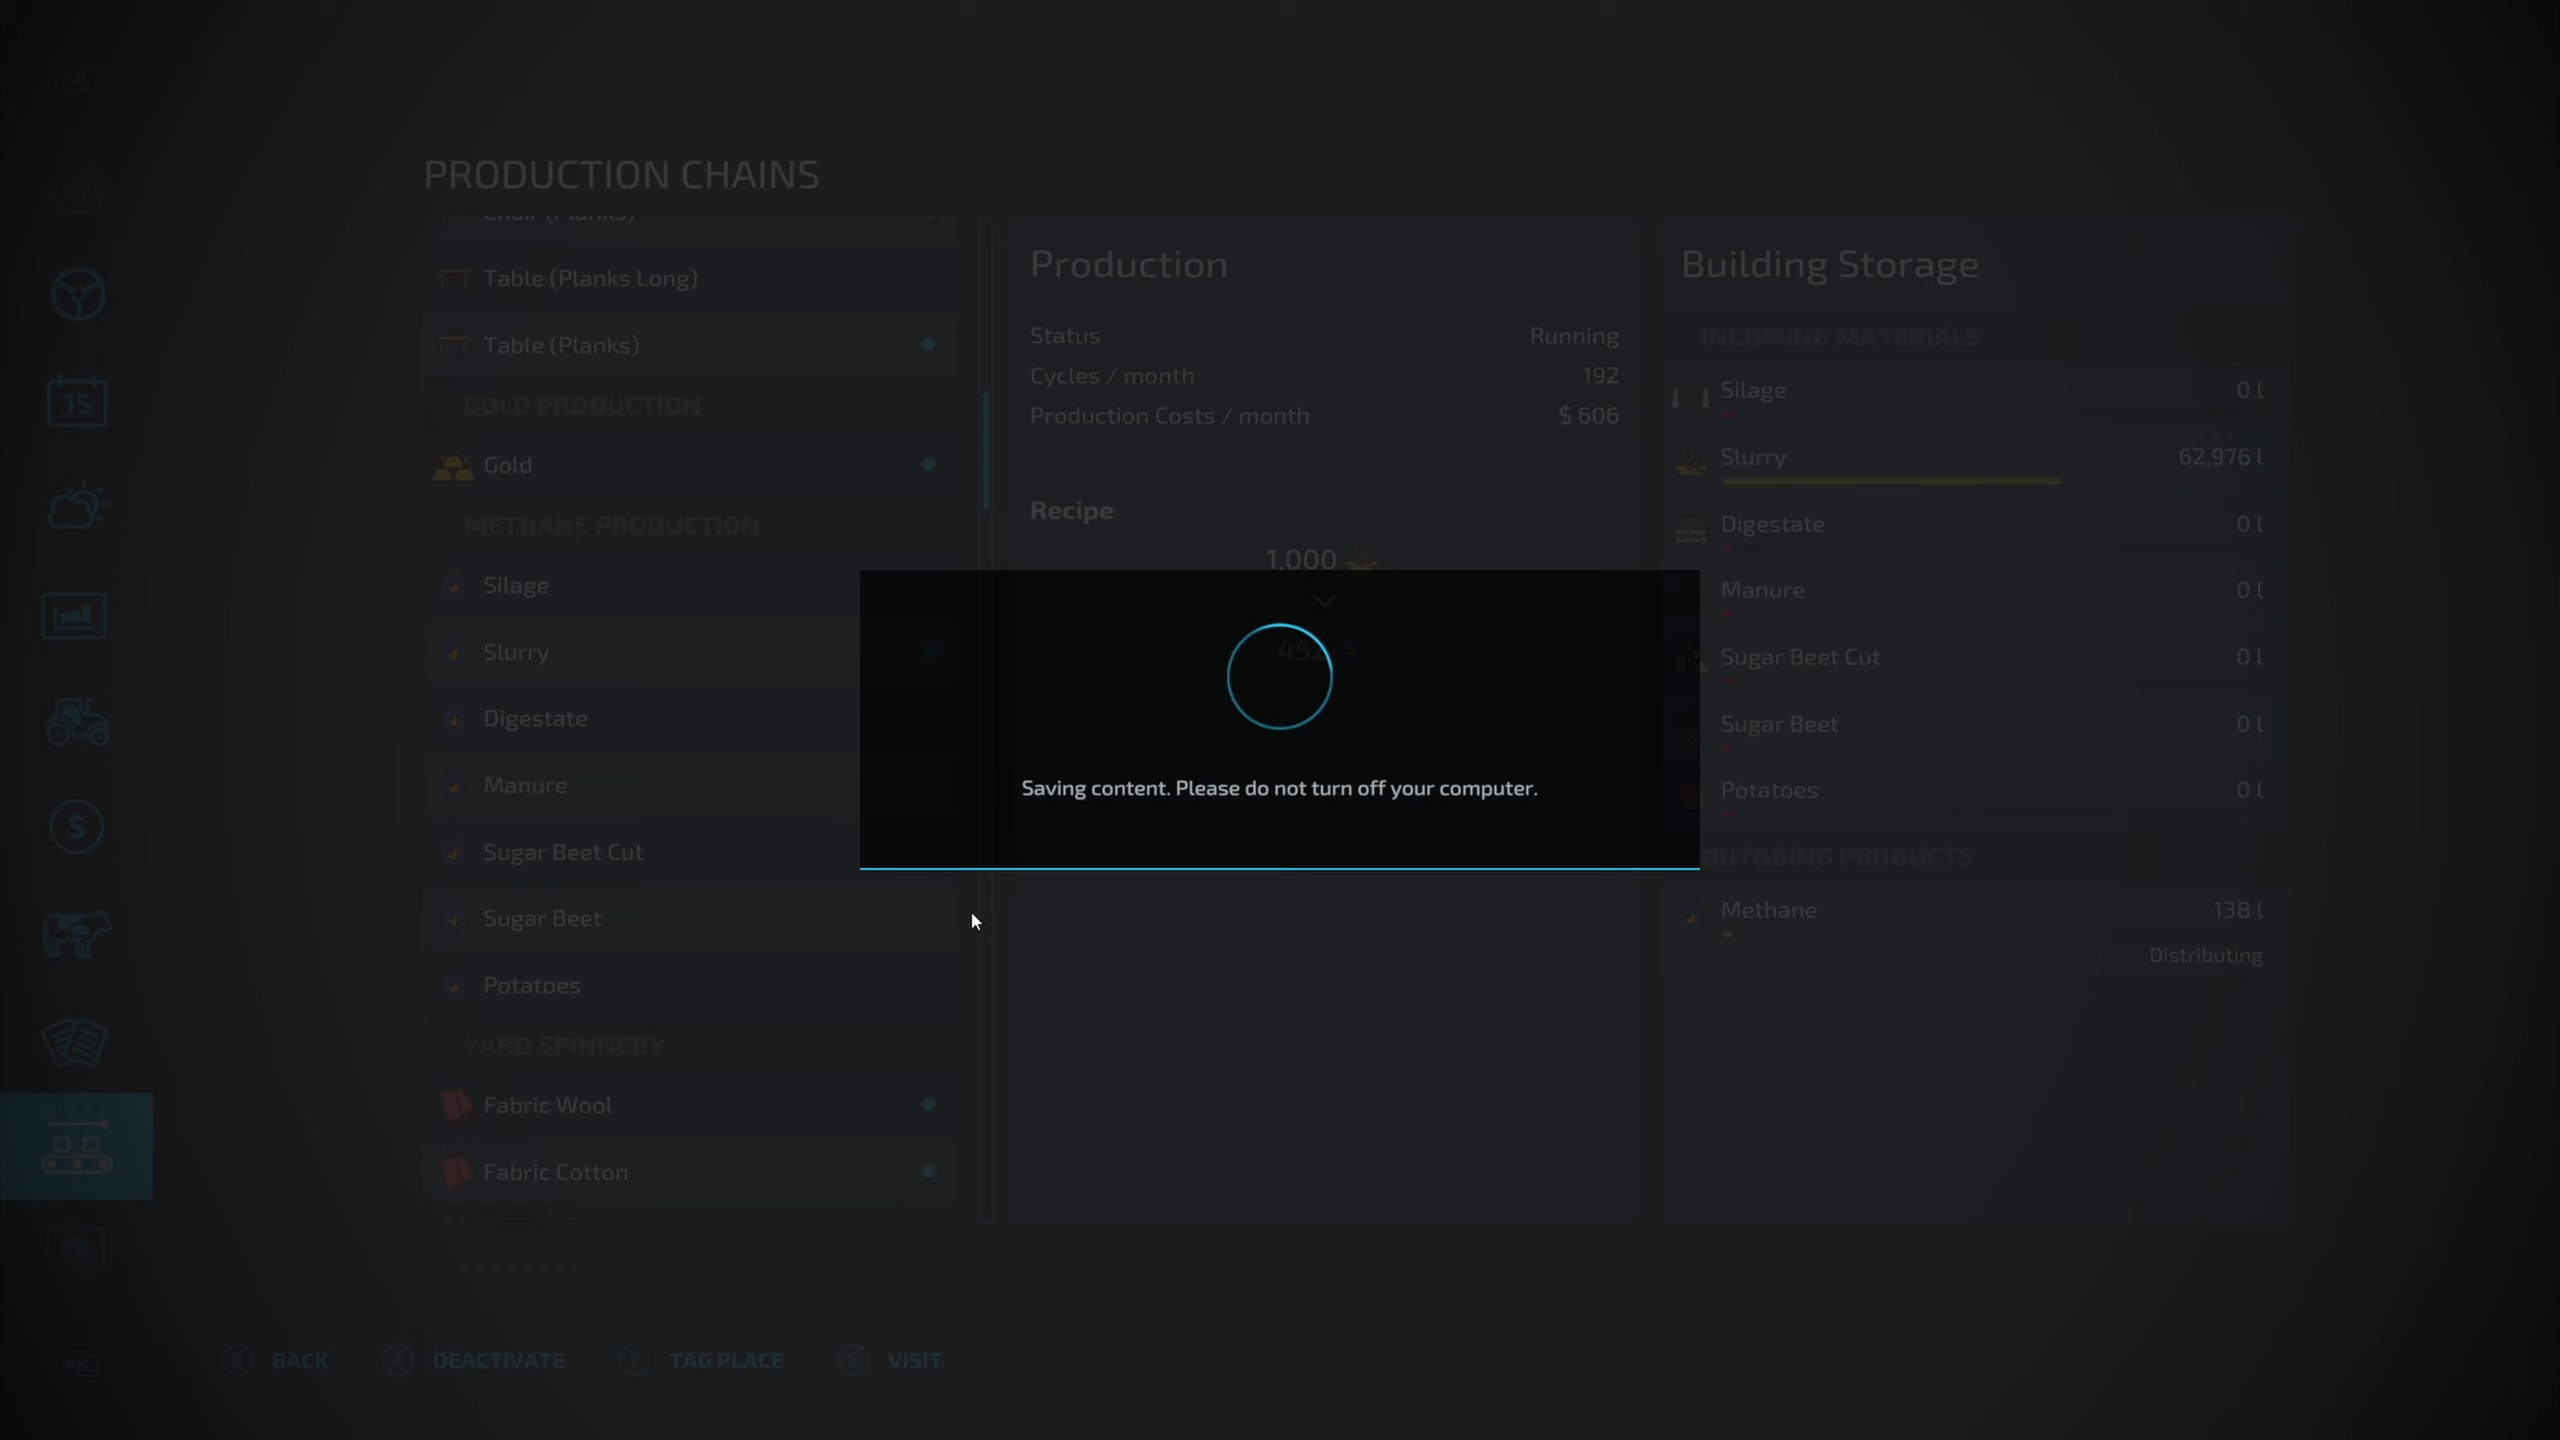 LB
PRODUCTION CHAINS
Chair (Planks)
Table (Planks Long)
Table (Planks)
GOLD PRODUCTION
Gold
METHANE PRODUCTION
Silage
Slurry
Digestate
Manure
Sugar Beet Cut
Sugar Beet
Potatoes
YARD SPINNERY
Fabric Wool
Fabric Cotton
15
$
Production
Status Running
Cycles / month 192
Production Costs / month $ 606
Recipe
1,000
Saving content. Please do not turn off your computer.
Building Storage
INCOMING MATERIALS
Silage 0 l
Slurry 62,976 l
Digestate 0 l
Manure 0 l
Sugar Beet Cut 0 l
Sugar Beet 0 l
Potatoes 0 l
OUTGOING PRODUCTS
Methane 138 l
Distributing
RB
B BACK
A DEACTIVATE
Y TAG PLACE
X VISIT